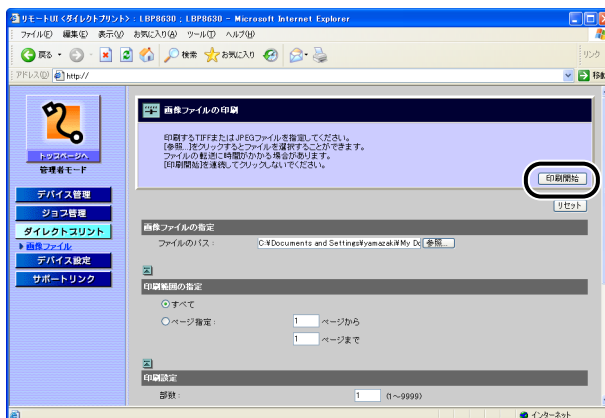 リモートUI <ダイレクトプリント> : LBP8630 ; LBP8630 - Microsoft Internet Explorer
ファイル(F) 編集(E) 表示(V) お気に入り(A) ツール(T) ヘルプ(H)
戻る 検索 お気に入り リンク
アドレス(D) http:// 移動
トップページへ
管理者モード
デバイス管理
ジョブ管理
ダイレクトプリント
画像ファイル
デバイス設定
サポートリンク
画像ファイルの印刷
印刷するTIFFまたはJPEGファイルを指定してください。
[参照...]をクリックするとファイルを選択することができます。
ファイルの転送に時間がかかる場合があります。
[印刷開始]を連続してクリックしないでください。
印刷開始
リセット
画像ファイルの指定
ファイルのパス : C:¥Documents and Settings¥yamazaki¥My Dc 参照...
印刷範囲の指定
すべて
ページ指定 : 1 ページから
1 ページまで
印刷設定
部数 : 1 (1~9999)
インターネット